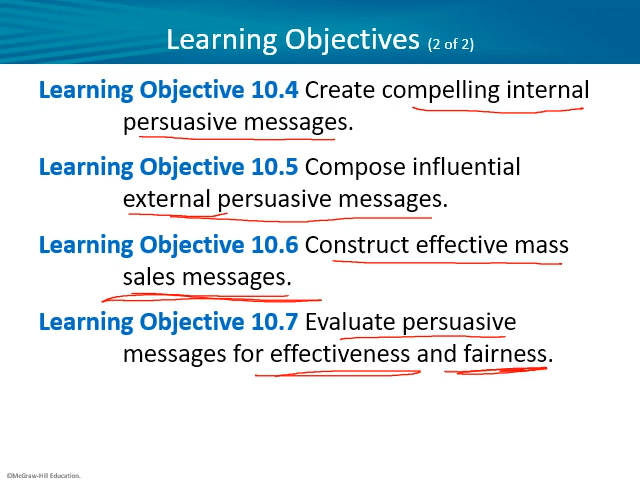 Learning Objectives (2 of 2)
Learning Objective 10.4 Create compelling internal
persuasive messages.
Learning Objective 10.5 Compose influential
external persuasive messages.
Learning Objective 10.6 Construct effective mass
sales messages.
Learning Objective 10.7 Evaluate persuasive
messages for effectiveness and fairness.
©McGraw-Hill Education.